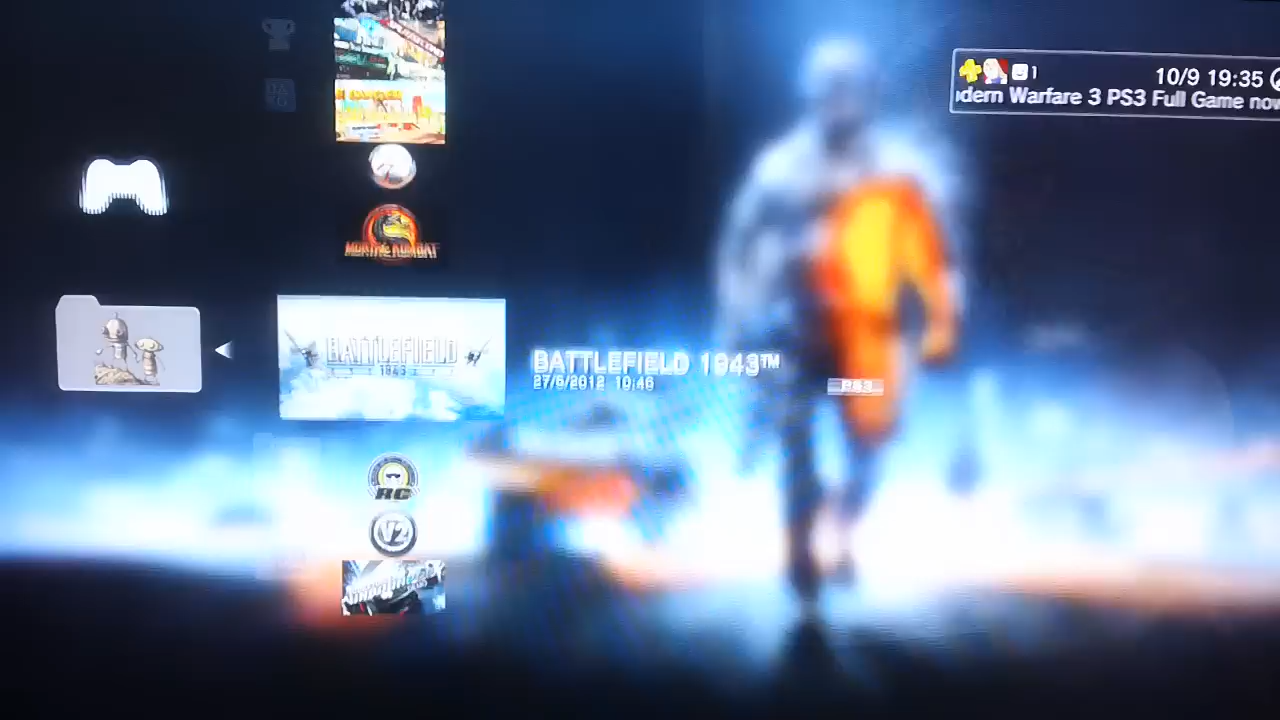 1 10/9 19:35
dern Warfare 3 PS3 Full Game now
MORTAL KOMBAT
BATTLEFIELD
1943
BATTLEFIELD 1943™
27/6/2012 10:46
PS3
RC
V2